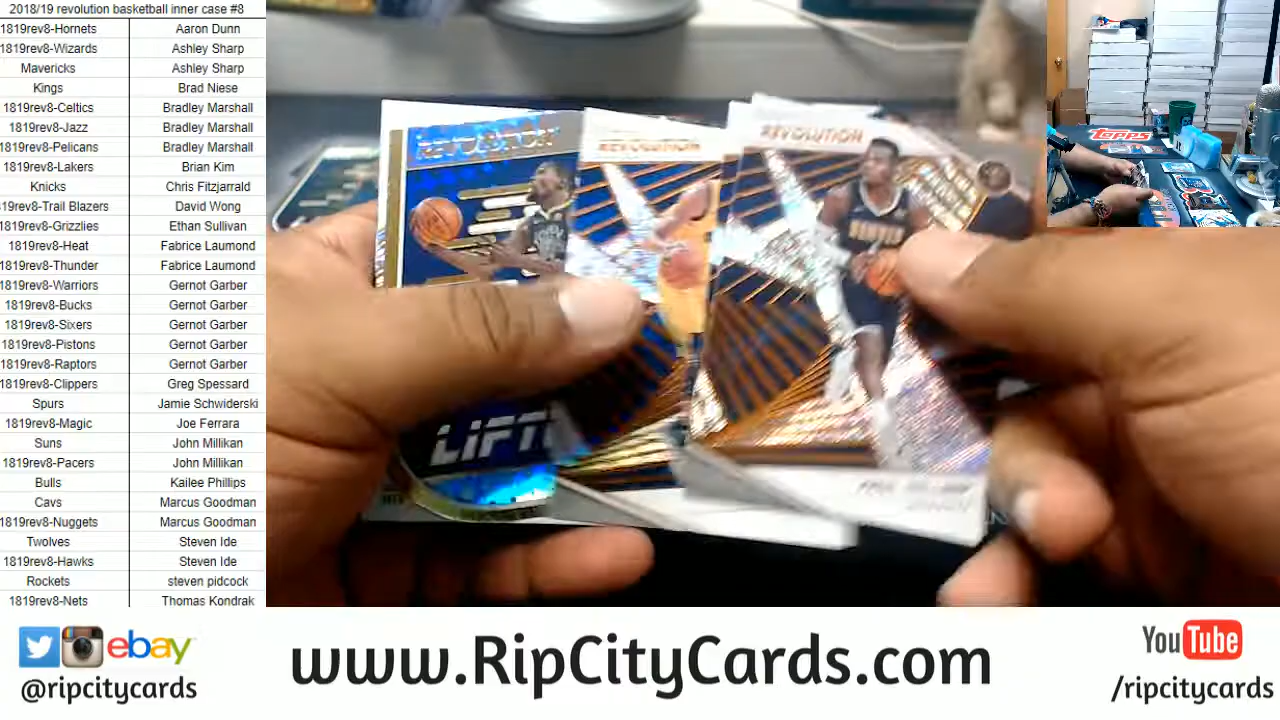 2018/19 revolution basketball inner case #8
1819rev8-Hornets Aaron Dunn
1819rev8-Wizards Ashley Sharp
Mavericks Ashley Sharp
Kings Brad Niese
1819rev8-Celtics Bradley Marshall
1819rev8-Jazz Bradley Marshall
1819rev8-Pelicans Bradley Marshall
1819rev8-Lakers Brian Kim
Knicks Chris Fitzjarrald
1819rev8-Trail Blazers David Wong
1819rev8-Grizzlies Ethan Sullivan
1819rev8-Heat Fabrice Laumond
1819rev8-Thunder Fabrice Laumond
1819rev8-Warriors Gernot Garber
1819rev8-Bucks Gernot Garber
1819rev8-Sixers Gernot Garber
1819rev8-Pistons Gernot Garber
1819rev8-Raptors Gernot Garber
1819rev8-Clippers Greg Spessard
Spurs Jamie Schwiderski
1819rev8-Magic Joe Ferrara
Suns John Millikan
1819rev8-Pacers John Millikan
Bulls Kailee Phillips
Cavs Marcus Goodman
1819rev8-Nuggets Marcus Goodman
Twolves Steven Ide
1819rev8-Hawks Steven Ide
Rockets steven pidcock
1819rev8-Nets Thomas Kondrak
REVOLUTION
REVOLUTION
REVOLUTION
DENVER
7
LIFT
Topps
ebay
@ripcitycards
www.RipCityCards.com
YouTube
/ripcitycards